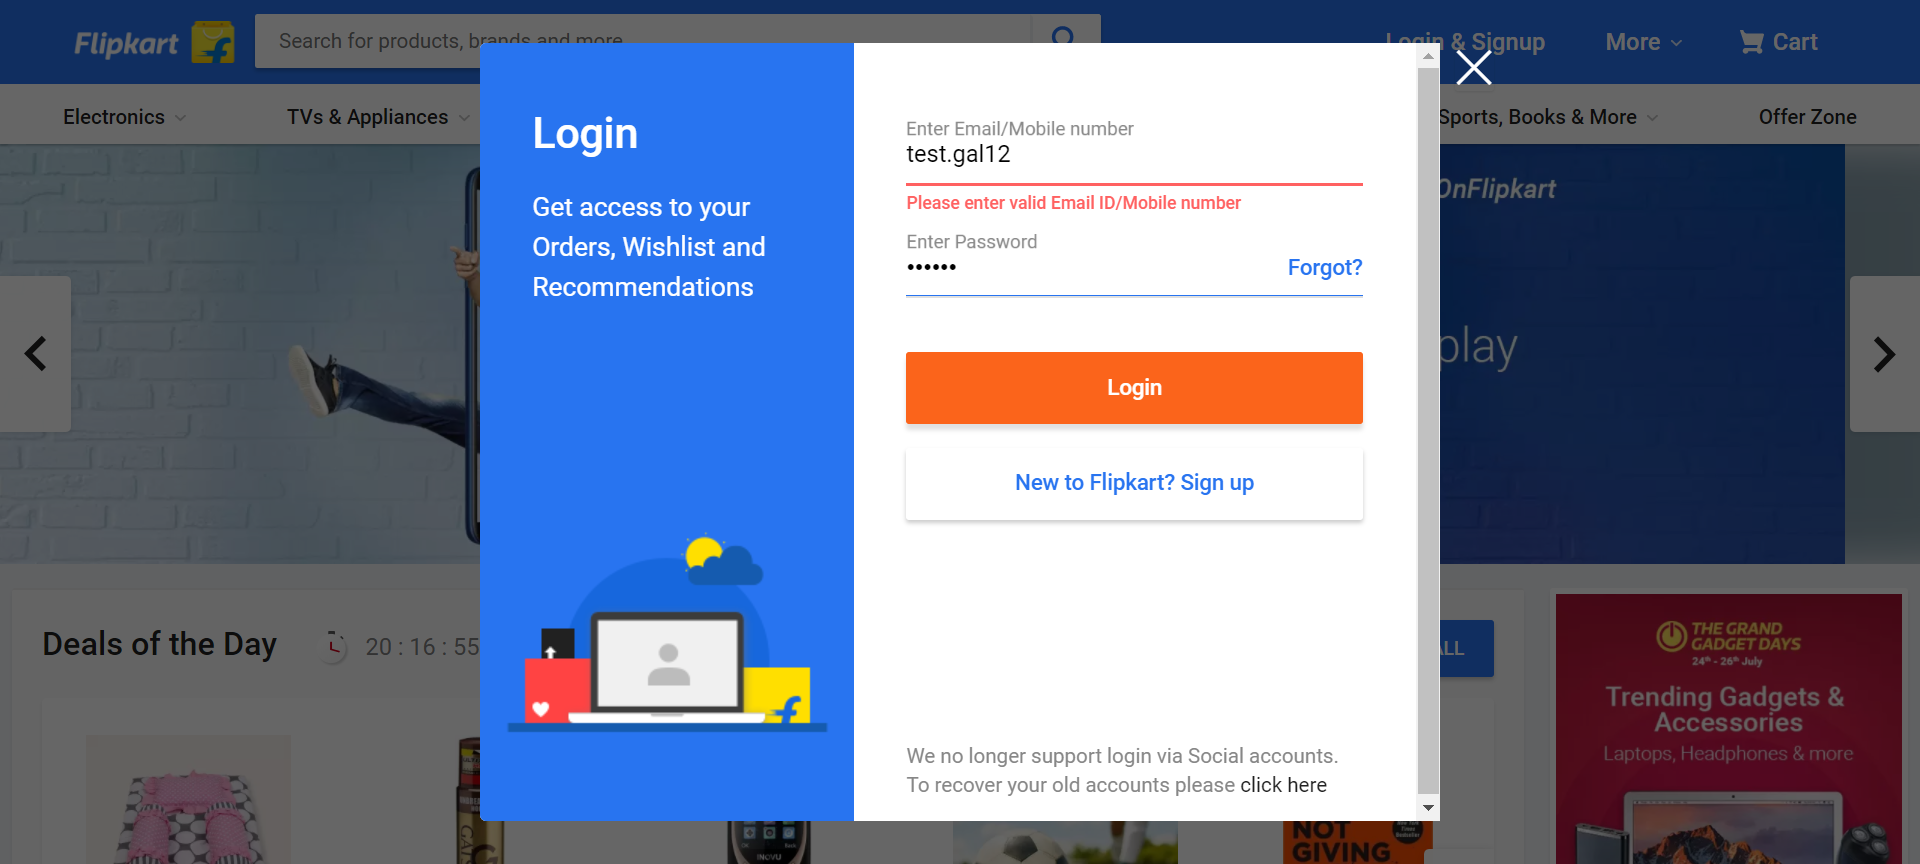 Flipkart
Search for products, brands and more
Login & Signup
More
Cart
Electronics
TVs & Appliances
Sports, Books & More
Offer Zone
Login
Get access to your
Orders, Wishlist and
Recommendations
Enter Email/Mobile number
test.gal12
Please enter valid Email ID/Mobile number
Enter Password
••••••
Forgot?
Login
New to Flipkart? Sign up
We no longer support login via Social accounts.
To recover your old accounts please click here
OnFlipkart
play
Deals of the Day
20 : 16 : 55
ALL
THE GRAND
GADGET DAYS
24th - 26th July
Trending Gadgets &
Accessories
Laptops, Headphones & more
INOVU
NOT
GIVING